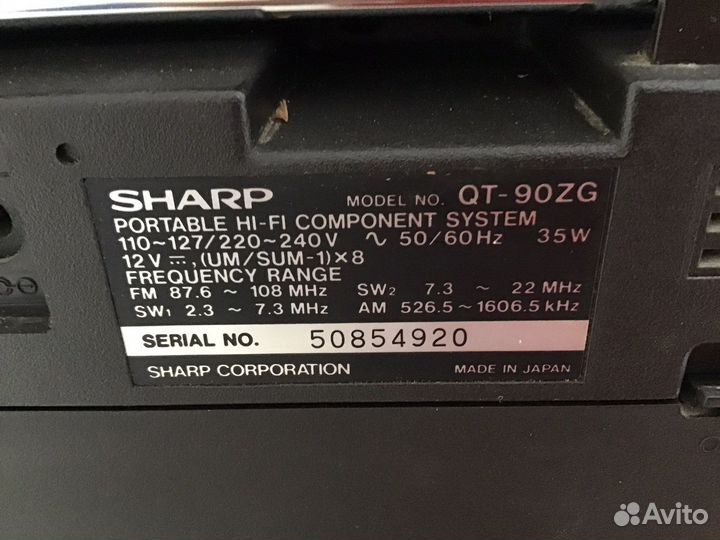 SHARP MODEL NO. QT-90ZG
PORTABLE HI-FI COMPONENT SYSTEM
110~127/220~240V ∿ 50/60Hz 35W
12V ⎓, (UM/SUM-1)×8
FREQUENCY RANGE
FM 87.6 ~ 108 MHz SW2 7.3 ~ 22 MHz
SW1 2.3 ~ 7.3 MHz AM 526.5~1606.5 kHz
SERIAL NO. 50854920
SHARP CORPORATION MADE IN JAPAN
Avito